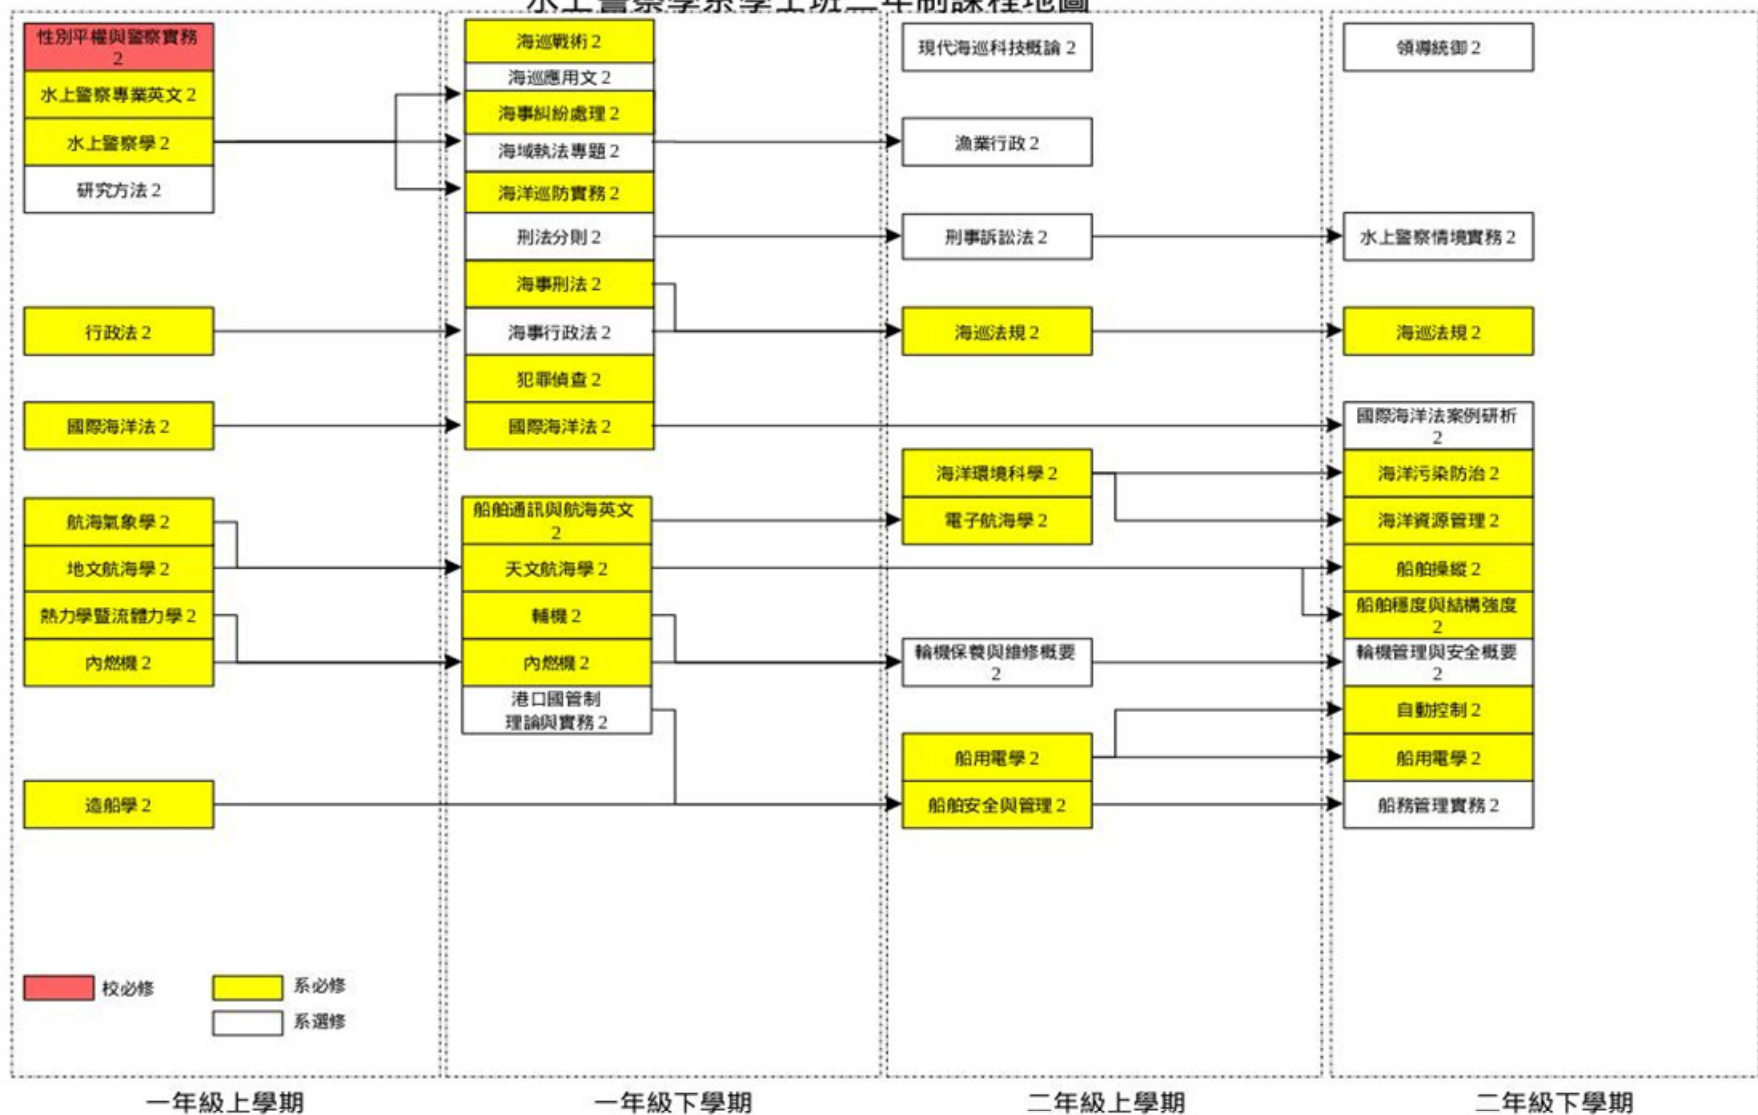 水上警察學系學士班二年制課程地圖
性別平權與警察實務
2
水上警察專業英文 2
水上警察學 2
研究方法 2
行政法 2
國際海洋法 2
航海氣象學 2
地文航海學 2
熱力學暨流體力學 2
內燃機 2
造船學 2
校必修
系必修
系選修
一年級上學期
海巡戰術 2
海巡應用文 2
海事糾紛處理 2
海域執法專題 2
海洋巡防實務 2
刑法分則 2
海事刑法 2
海事行政法 2
犯罪偵查 2
國際海洋法 2
船舶通訊與航海英文
2
天文航海學 2
輔機 2
內燃機 2
港口國管制
理論與實務 2
一年級下學期
現代海巡科技概論 2
漁業行政 2
刑事訴訟法 2
海巡法規 2
海洋環境科學 2
電子航海學 2
輪機保養與維修概要
2
船用電學 2
船舶安全與管理 2
二年級上學期
領導統御 2
水上警察情境實務 2
海巡法規 2
國際海洋法案例研析
2
海洋污染防治 2
海洋資源管理 2
船舶操縱 2
船舶穩度與結構強度
2
輪機管理與安全概要
2
自動控制 2
船用電學 2
船務管理實務 2
二年級下學期